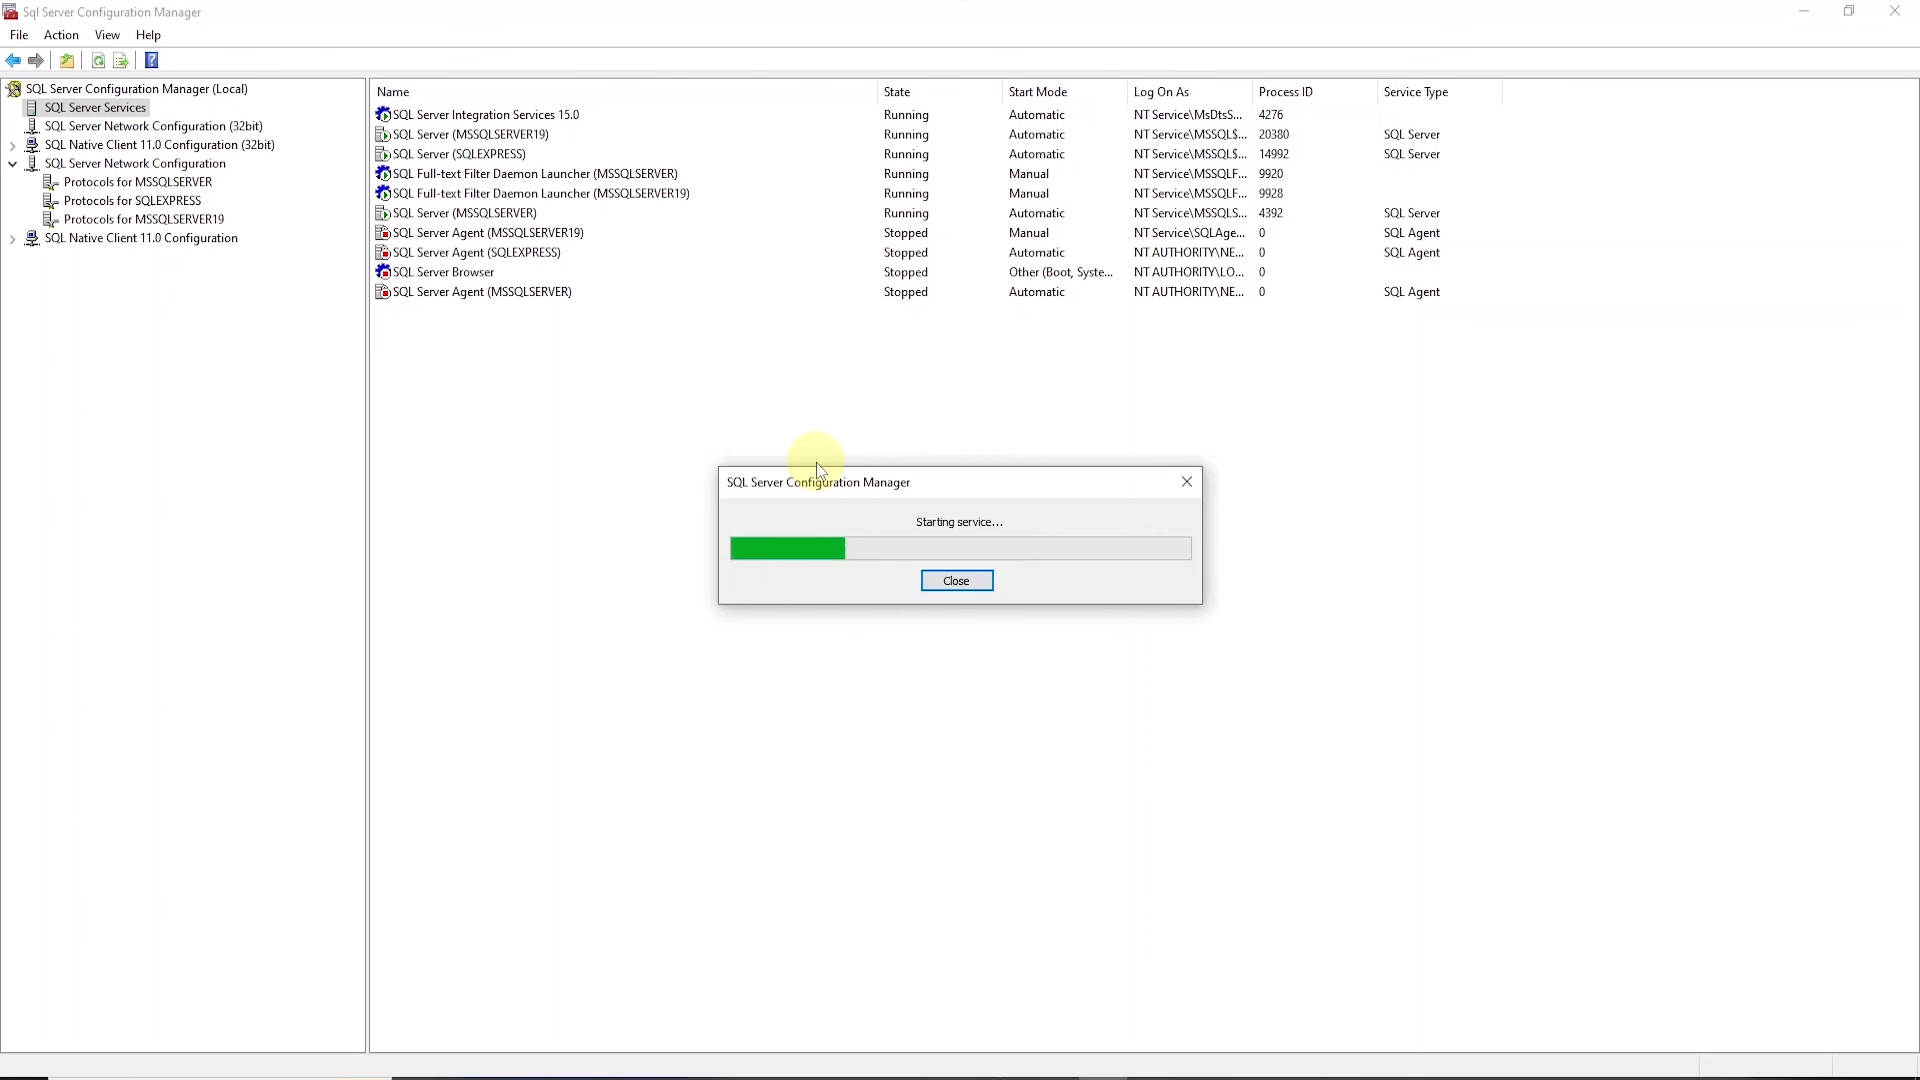 Sql Server Configuration Manager
File Action View Help
SQL Server Configuration Manager (Local)
SQL Server Services
SQL Server Network Configuration (32bit)
SQL Native Client 11.0 Configuration (32bit)
SQL Server Network Configuration
Protocols for MSSQLSERVER
Protocols for SQLEXPRESS
Protocols for MSSQLSERVER19
SQL Native Client 11.0 Configuration
Name State Start Mode Log On As Process ID Service Type
SQL Server Integration Services 15.0 Running Automatic NT Service\MsDtsS... 4276
SQL Server (MSSQLSERVER19) Running Automatic NT Service\MSSQL$... 20380 SQL Server
SQL Server (SQLEXPRESS) Running Automatic NT Service\MSSQL$... 14992 SQL Server
SQL Full-text Filter Daemon Launcher (MSSQLSERVER) Running Manual NT Service\MSSQLF... 9920
SQL Full-text Filter Daemon Launcher (MSSQLSERVER19) Running Manual NT Service\MSSQLF... 9928
SQL Server (MSSQLSERVER) Running Automatic NT Service\MSSQLS... 4392 SQL Server
SQL Server Agent (MSSQLSERVER19) Stopped Manual NT Service\SQLAge... 0 SQL Agent
SQL Server Agent (SQLEXPRESS) Stopped Automatic NT AUTHORITY\NE... 0 SQL Agent
SQL Server Browser Stopped Other (Boot, Syste... NT AUTHORITY\LO... 0
SQL Server Agent (MSSQLSERVER) Stopped Automatic NT AUTHORITY\NE... 0 SQL Agent
SQL Server Configuration Manager
Starting service...
Close